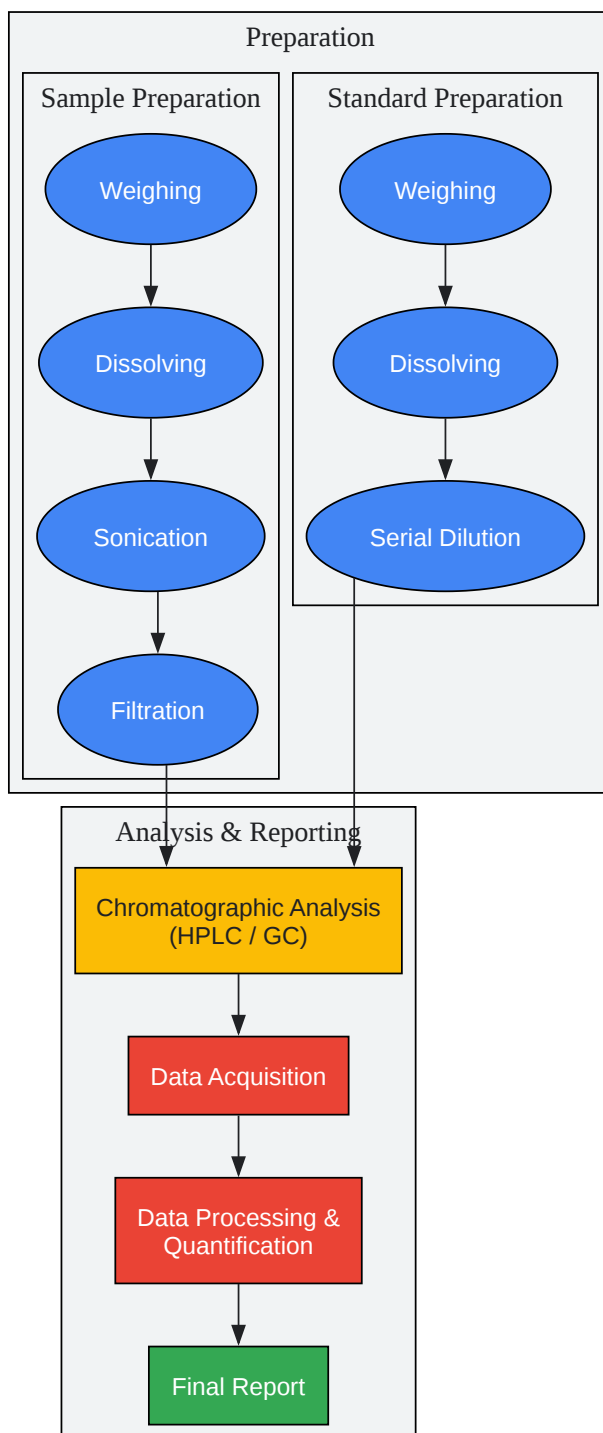 Preparation
Sample Preparation
Weighing
Dissolving
Sonication
Filtration
Standard Preparation
Weighing
Dissolving
Serial Dilution
Analysis & Reporting
Chromatographic Analysis
(HPLC / GC)
Data Acquisition
Data Processing &
Quantification
Final Report